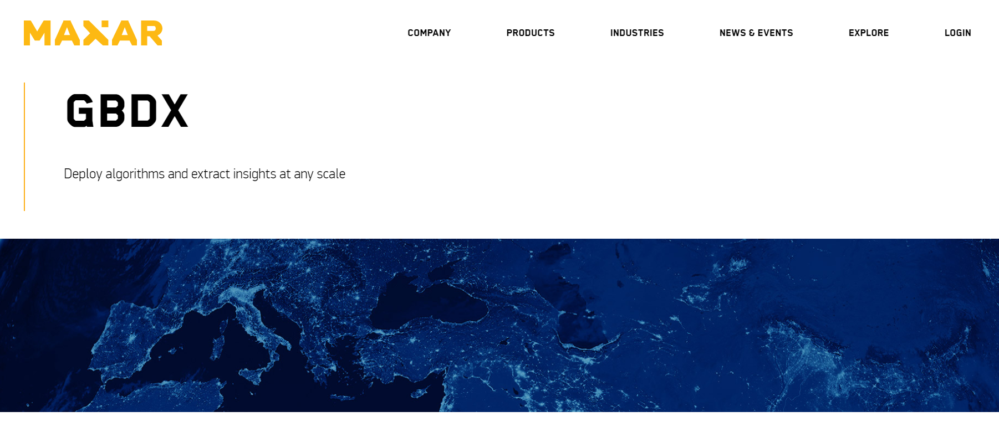 MAXAR
COMPANY PRODUCTS INDUSTRIES NEWS & EVENTS EXPLORE LOGIN
GBDX
Deploy algorithms and extract insights at any scale